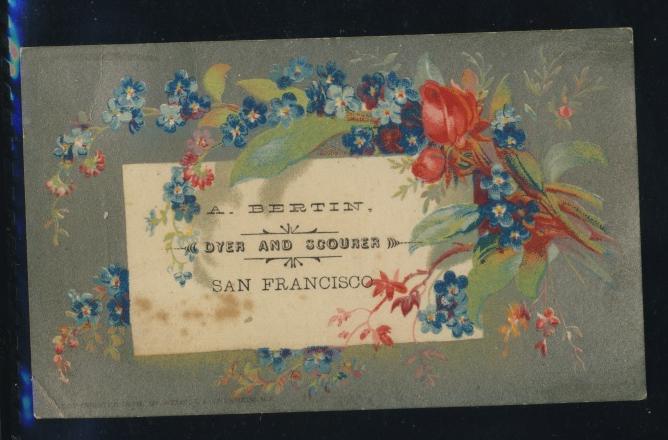 A. BERTIN,
DYER AND SCOURER
SAN FRANCISCO